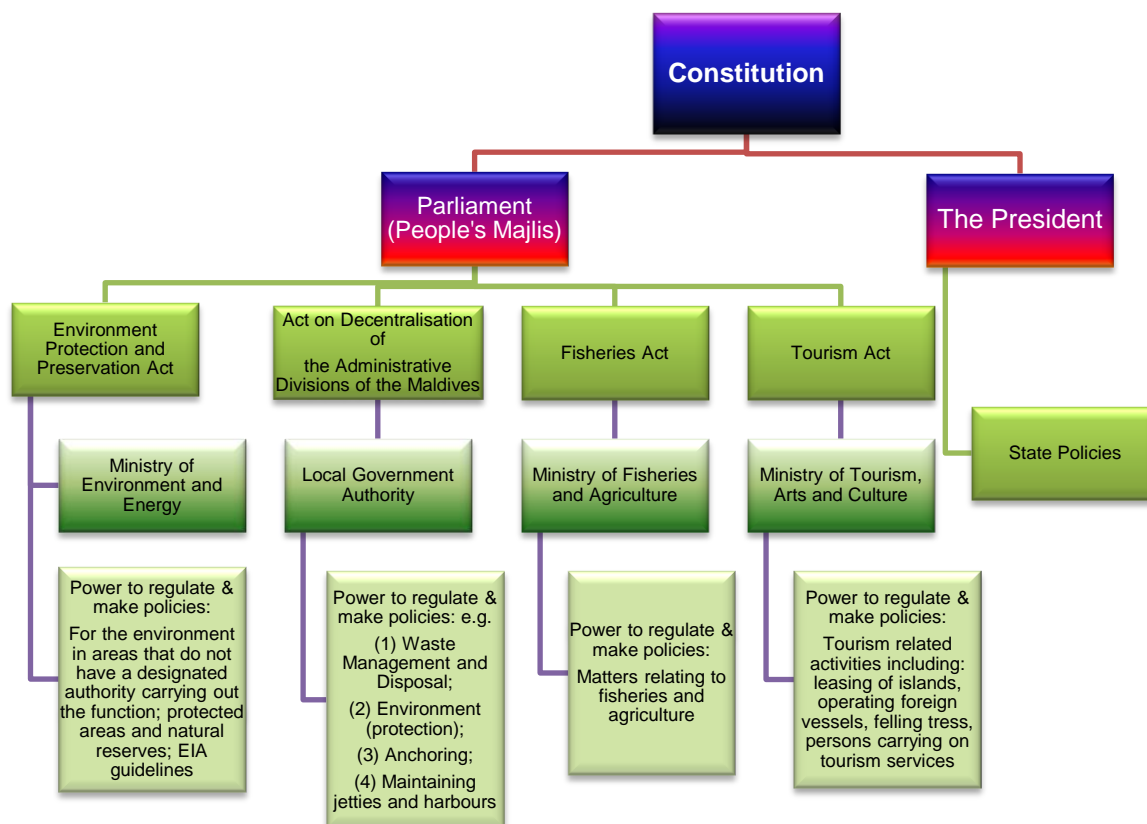 Constitution
Parliament
(People's Majlis)
The President
Environment
Protection and
Preservation Act
Act on Decentralisation
of
the Administrative
Divisions of the Maldives
Fisheries Act
Tourism Act
State Policies
Ministry of
Environment and
Energy
Local Government
Authority
Ministry of Fisheries
and Agriculture
Ministry of Tourism,
Arts and Culture
Power to regulate &
make policies:
For the environment
in areas that do not
have a designated
authority carrying out
the function; protected
areas and natural
reserves; EIA
guidelines
Power to regulate &
make policies: e.g.
(1) Waste
Management and
Disposal;
(2) Environment
(protection);
(3) Anchoring;
(4) Maintaining
jetties and harbours
Power to regulate &
make policies:
Matters relating to
fisheries and
agriculture
Power to regulate &
make policies:
Tourism related
activities including:
leasing of islands,
operating foreign
vessels, felling tress,
persons carrying on
tourism services